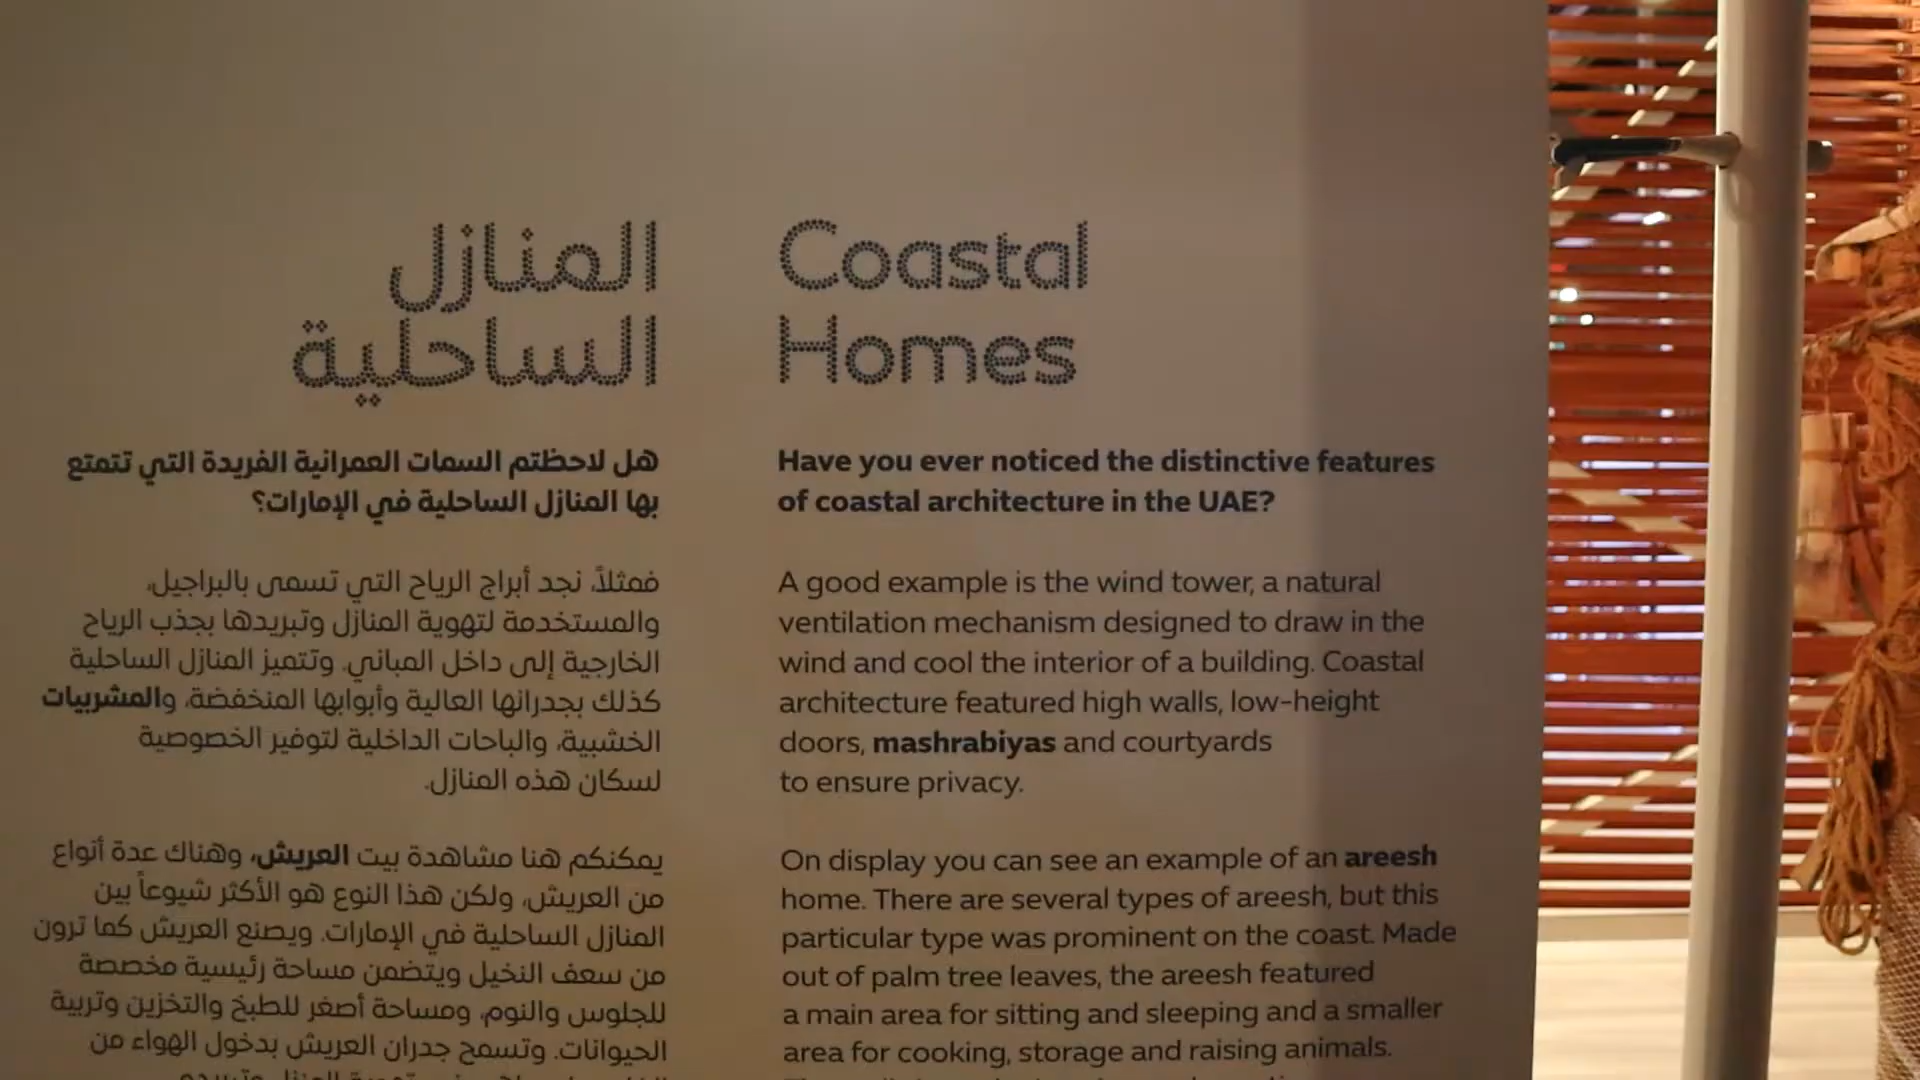 المنازل
الساحلية
هل لاحظتم السمات العمرانية الفريدة التي تتمتع
بها المنازل الساحلية في الإمارات؟
فمثلاً، نجد أبراج الرياح التي تسمى بالبراجيل،
والمستخدمة لتهوية المنازل وتبريدها بجذب الرياح
الخارجية إلى داخل المباني. وتتميز المنازل الساحلية
كذلك بجدرانها العالية وأبوابها المنخفضة، والمشربيات
الخشبية، والباحات الداخلية لتوفير الخصوصية
لسكان هذه المنازل.
يمكنكم هنا مشاهدة بيت العريش، وهناك عدة أنواع
من العريش، ولكن هذا النوع هو الأكثر شيوعاً بين
المنازل الساحلية في الإمارات. ويصنع العريش كما ترون
من سعف النخيل ويتضمن مساحة رئيسية مخصصة
للجلوس والنوم، ومساحة أصغر للطبخ والتخزين وتربية
الحيوانات. وتسمح جدران العريش بدخول الهواء من
Coastal
Homes
Have you ever noticed the distinctive features
of coastal architecture in the UAE?
A good example is the wind tower, a natural
ventilation mechanism designed to draw in the
wind and cool the interior of a building. Coastal
architecture featured high walls, low-height
doors, mashrabiyas and courtyards
to ensure privacy.
On display you can see an example of an areesh
home. There are several types of areesh, but this
particular type was prominent on the coast. Made
out of palm tree leaves, the areesh featured
a main area for sitting and sleeping and a smaller
area for cooking, storage and raising animals.